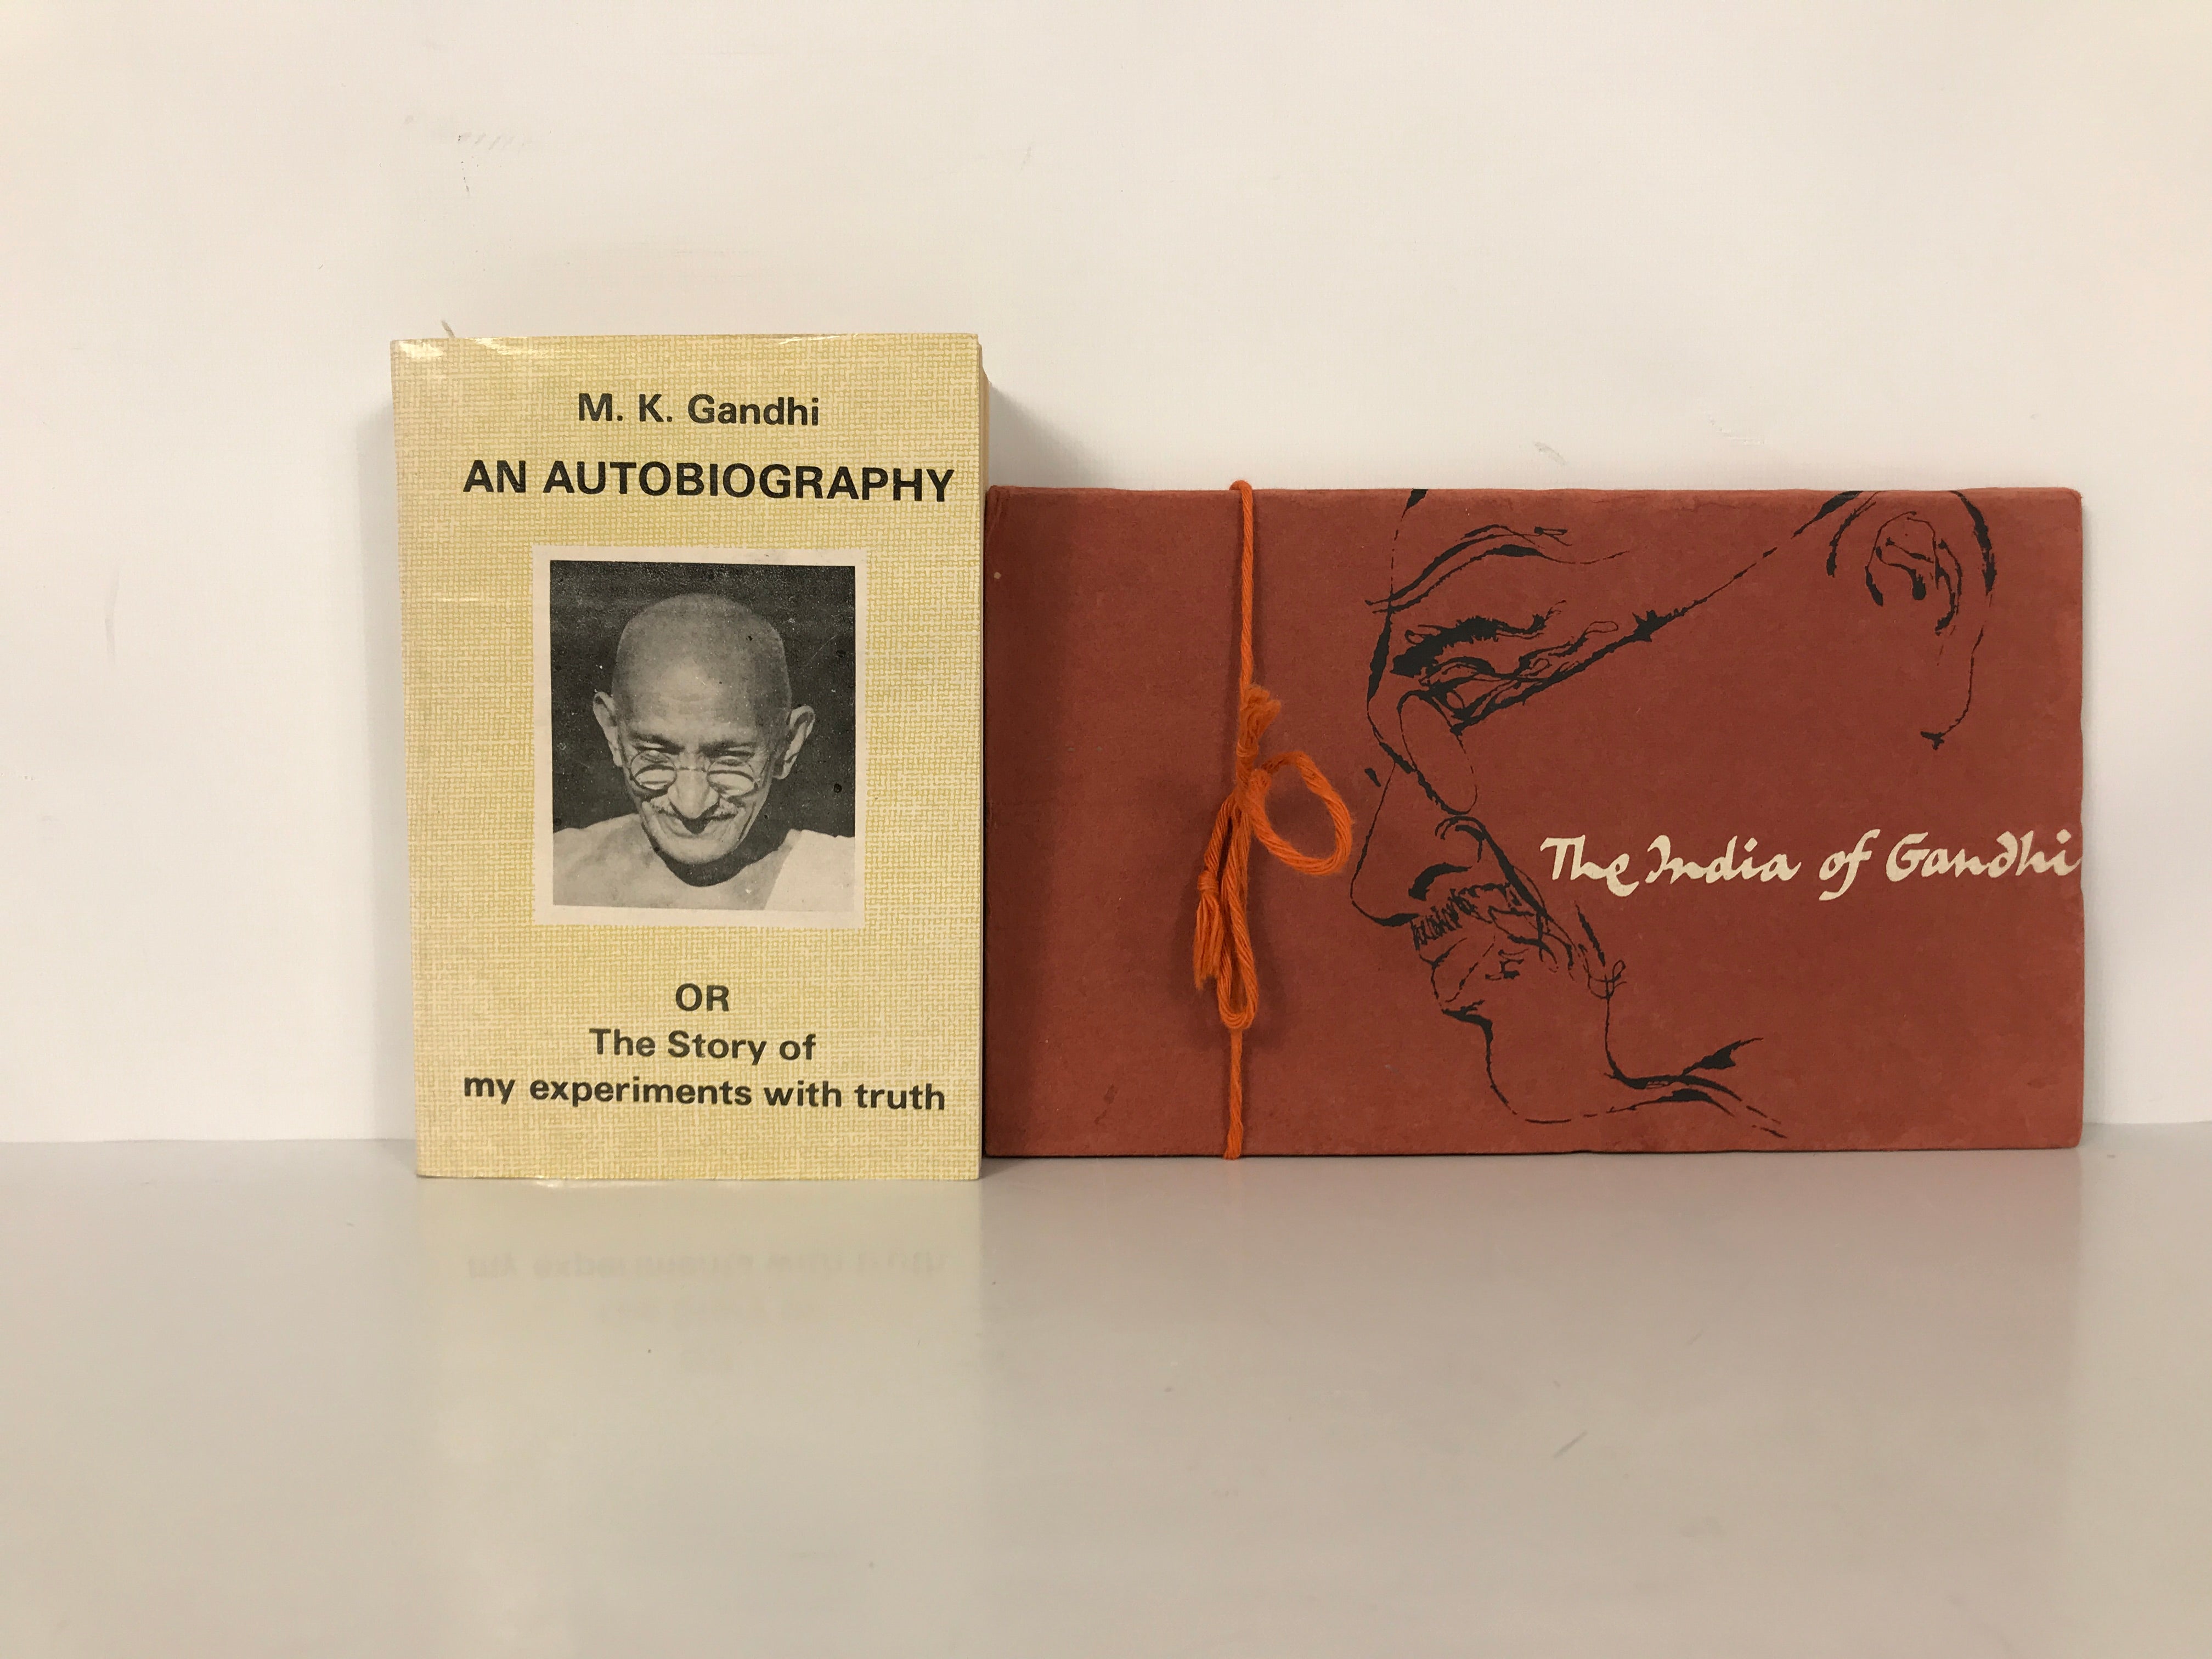 M. K. Gandhi
AN AUTOBIOGRAPHY
OR
The Story of
my experiments with truth
The India of Gandhi